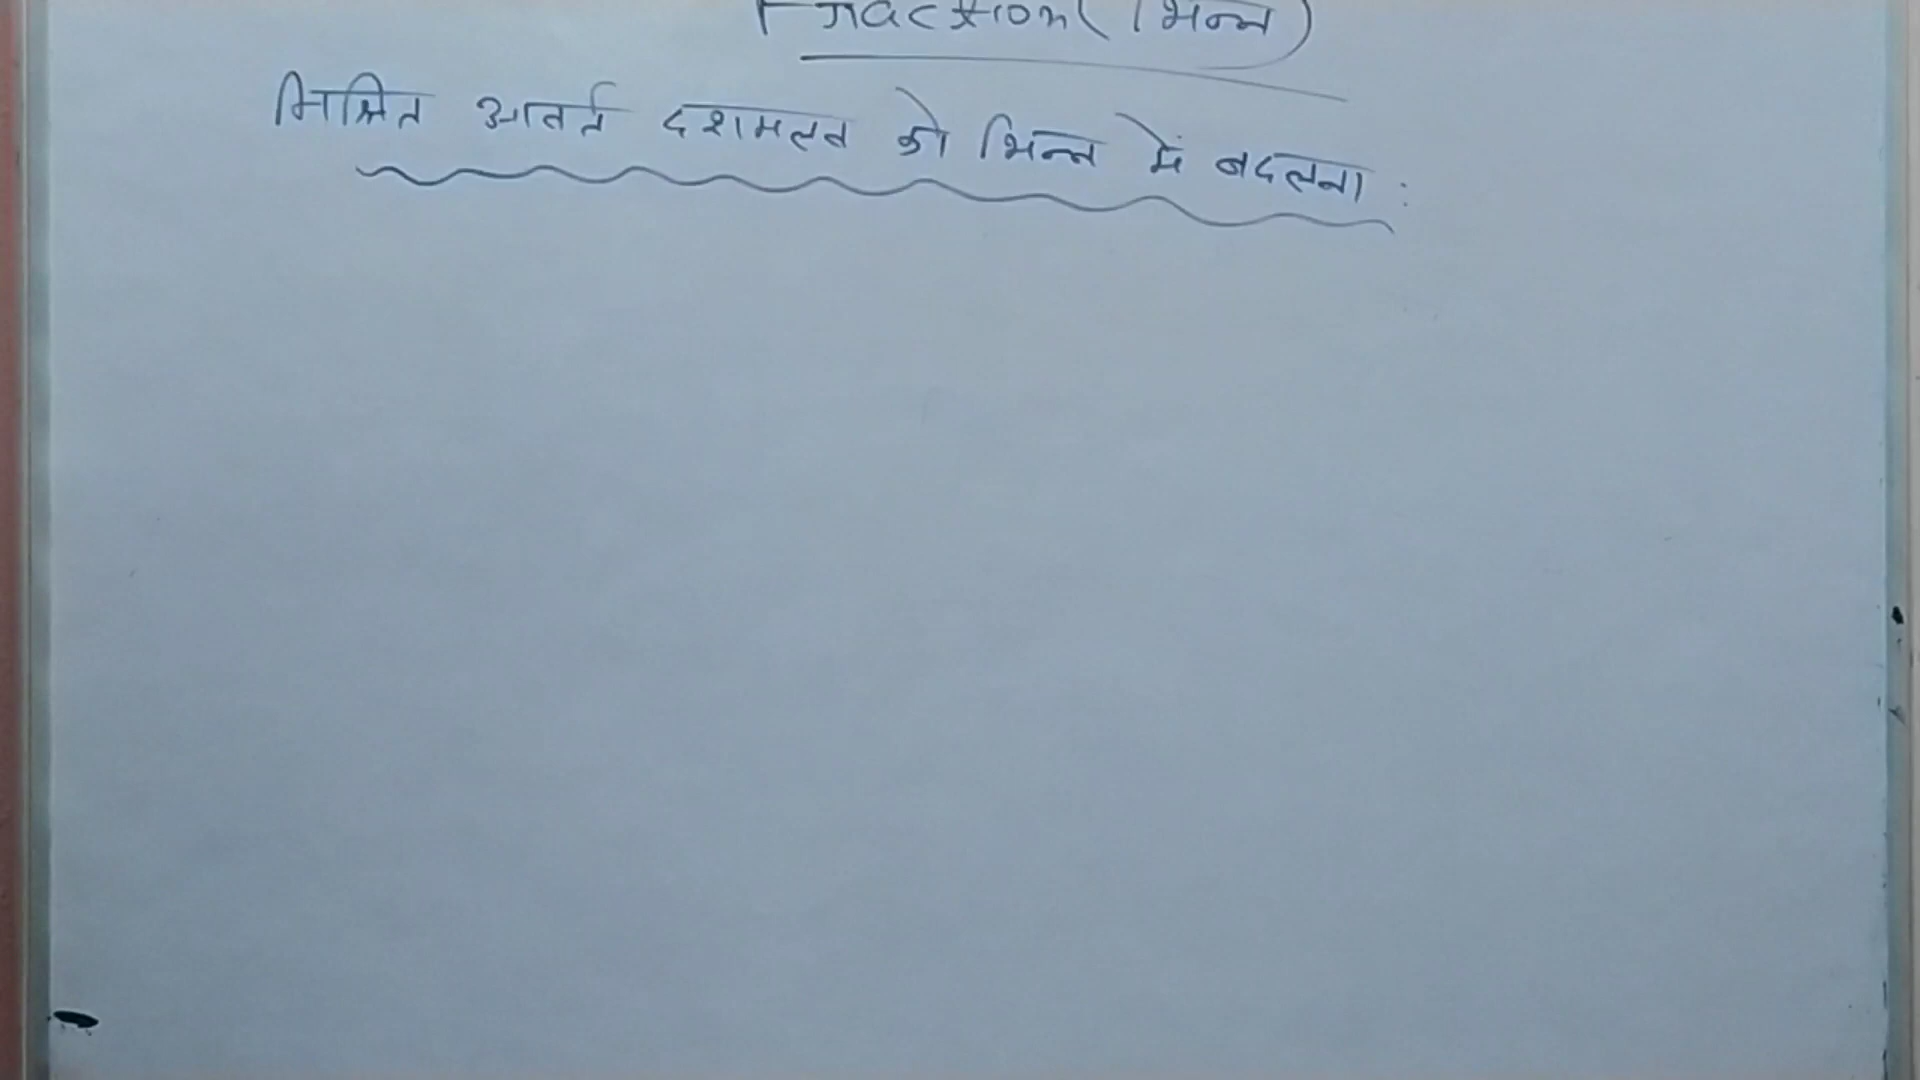 Fraction (भिन्न)
मिश्रित आवर्त दशमलव को भिन्न में बदलना :